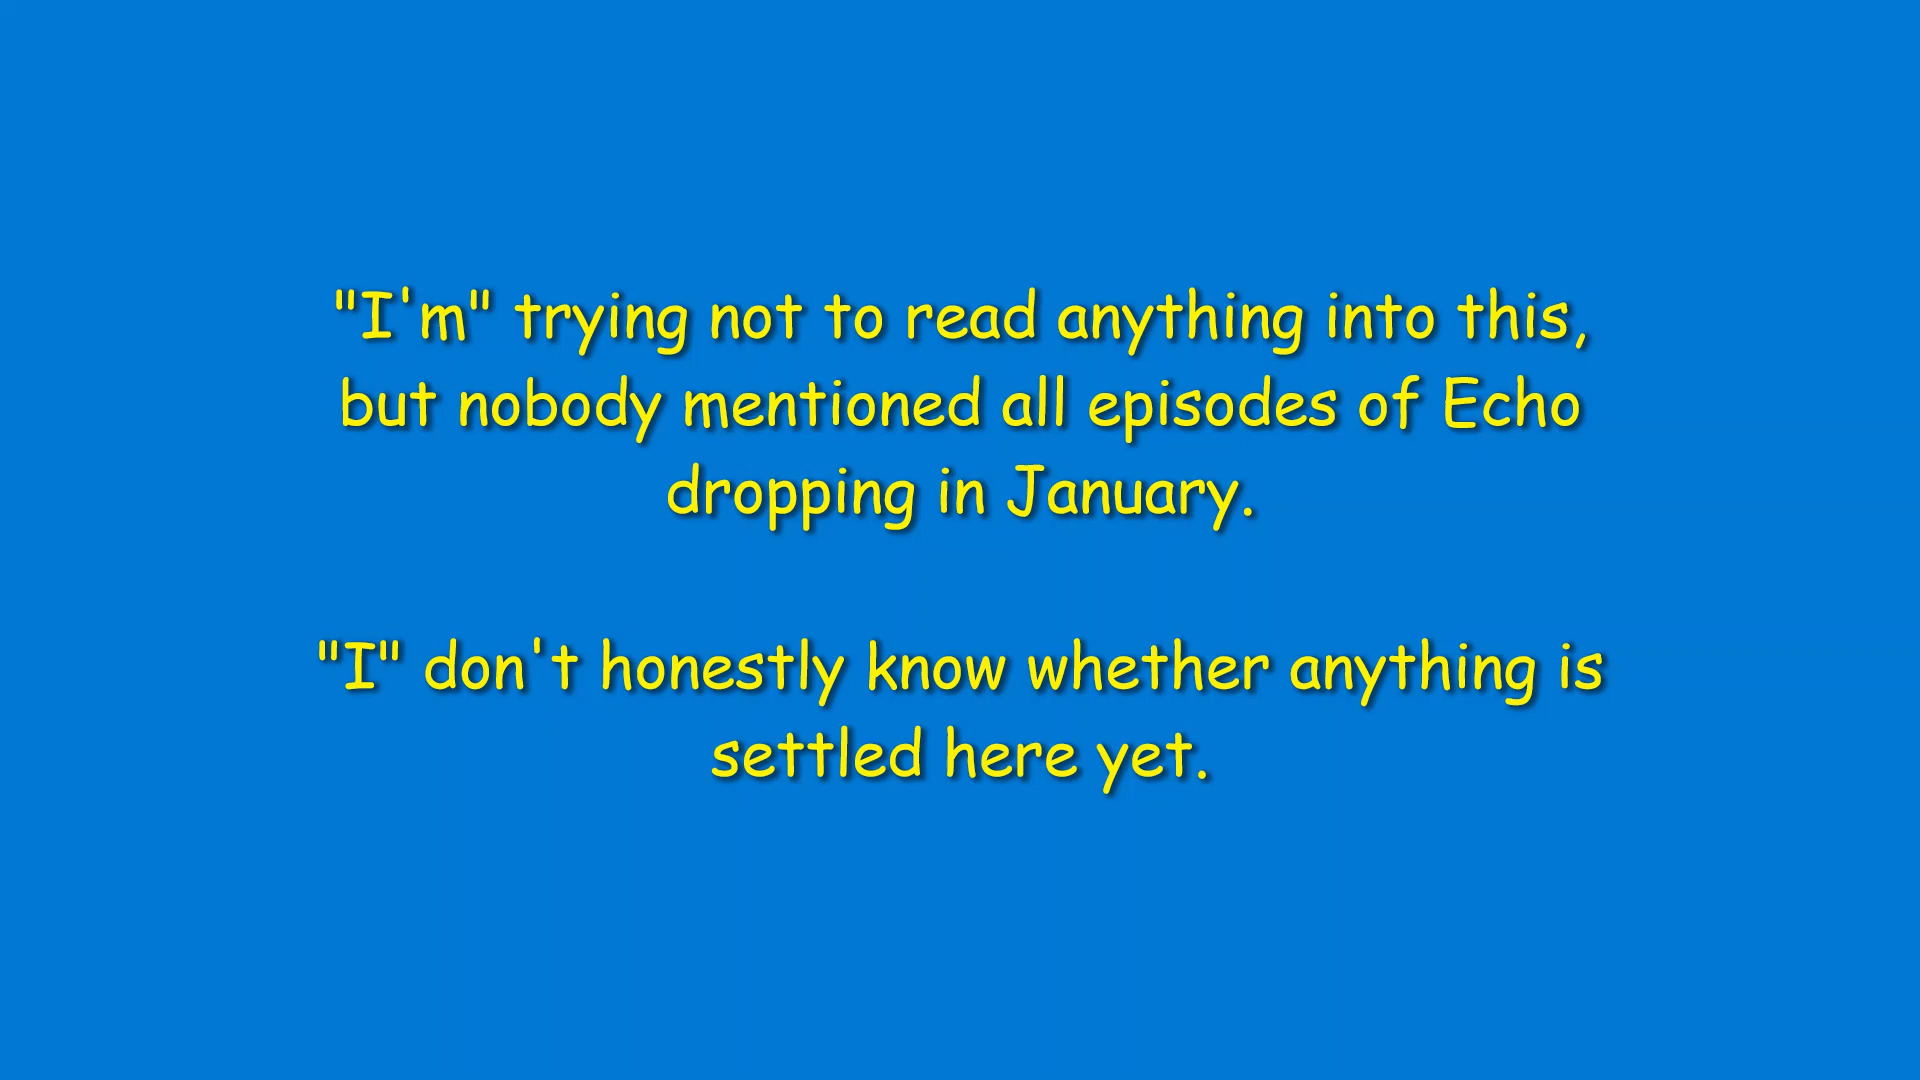 "I'm" trying not to read anything into this,
but nobody mentioned all episodes of Echo
dropping in January.
"I" don't honestly know whether anything is
settled here yet.